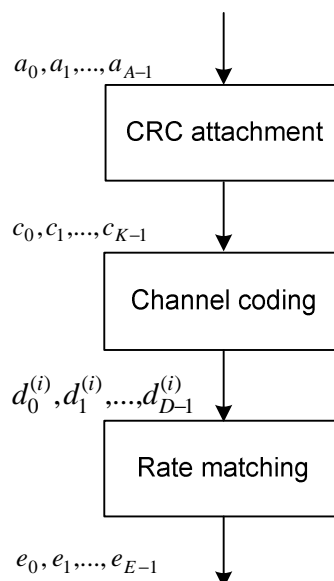 a_0, a_1,..., a_{A-1}
CRC attachment
c_0, c_1,..., c_{K-1}
Channel coding
d_0^{(i)}, d_1^{(i)},..., d_{D-1}^{(i)}
Rate matching
e_0, e_1,..., e_{E-1}